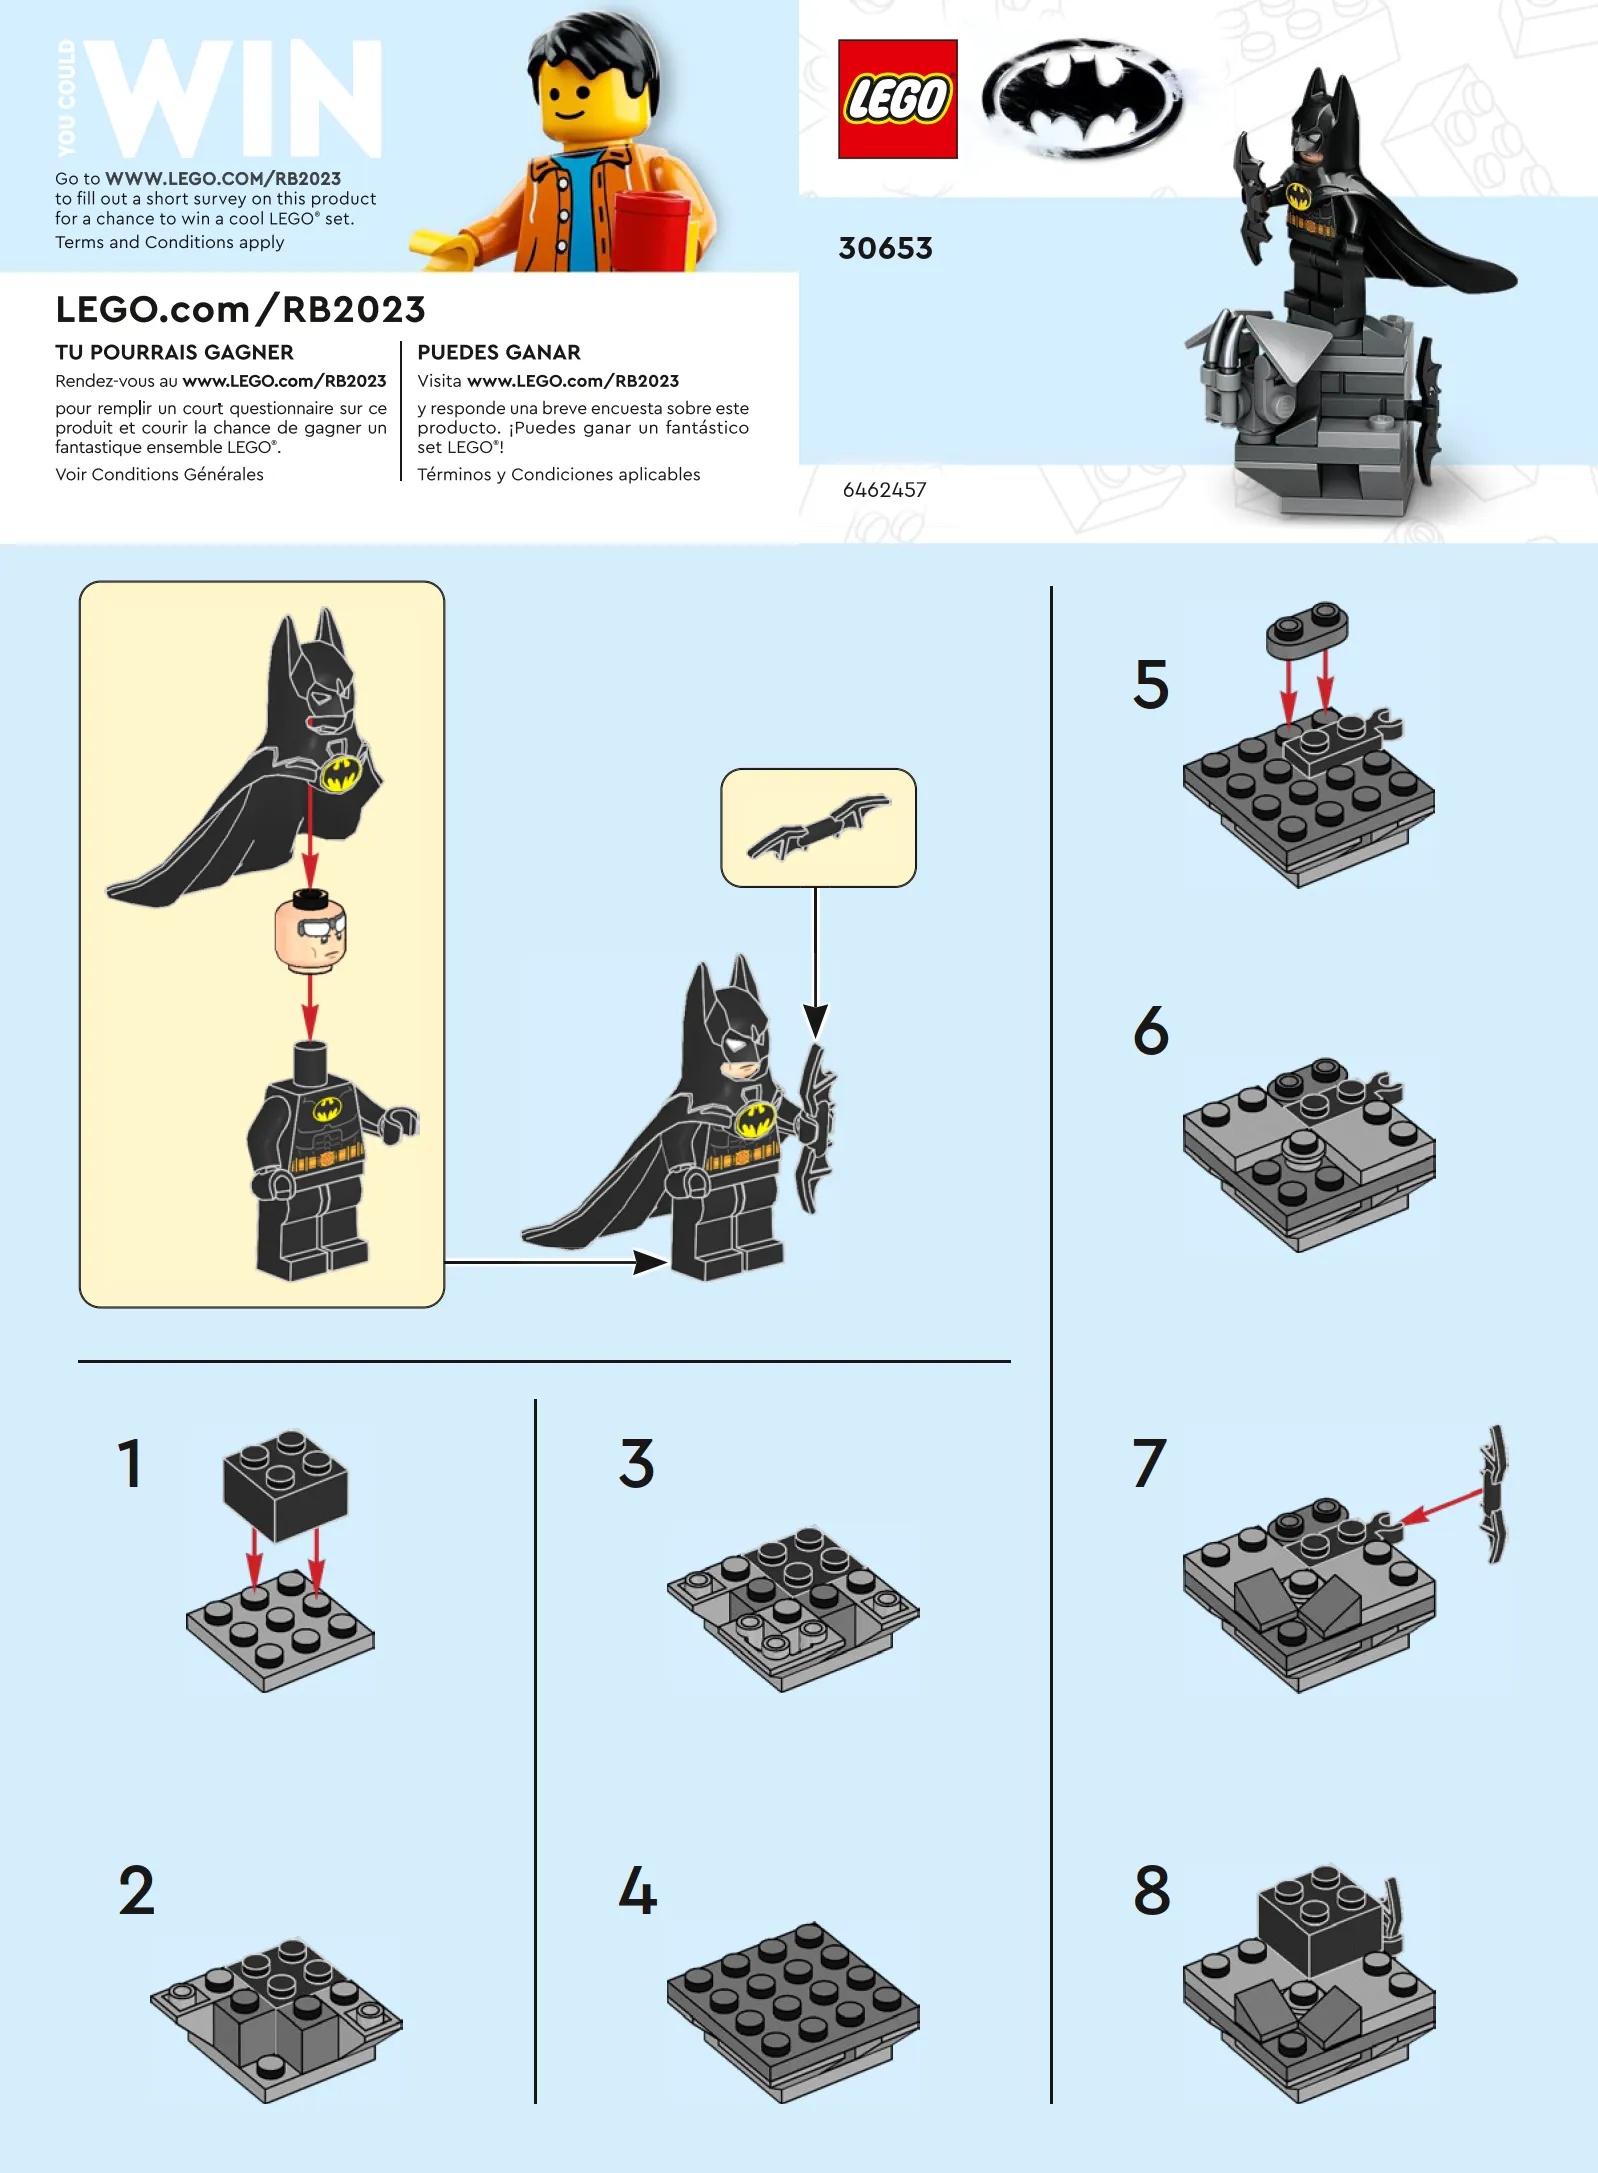 YOU COULD
WIN
Go to WWW.LEGO.COM/RB2023
to fill out a short survey on this product
for a chance to win a cool LEGO® set.
Terms and Conditions apply
LEGO.com/RB2023
TU POURRAIS GAGNER
Rendez-vous au www.LEGO.com/RB2023
pour remplir un court questionnaire sur ce
produit et courir la chance de gagner un
fantastique ensemble LEGO®.
Voir Conditions Générales
PUEDES GANAR
Visita www.LEGO.com/RB2023
y responde una breve encuesta sobre este
producto. ¡Puedes ganar un fantástico
set LEGO®!
Términos y Condiciones aplicables
LEGO
30653
6462457
1
2
3
4
5
6
7
8